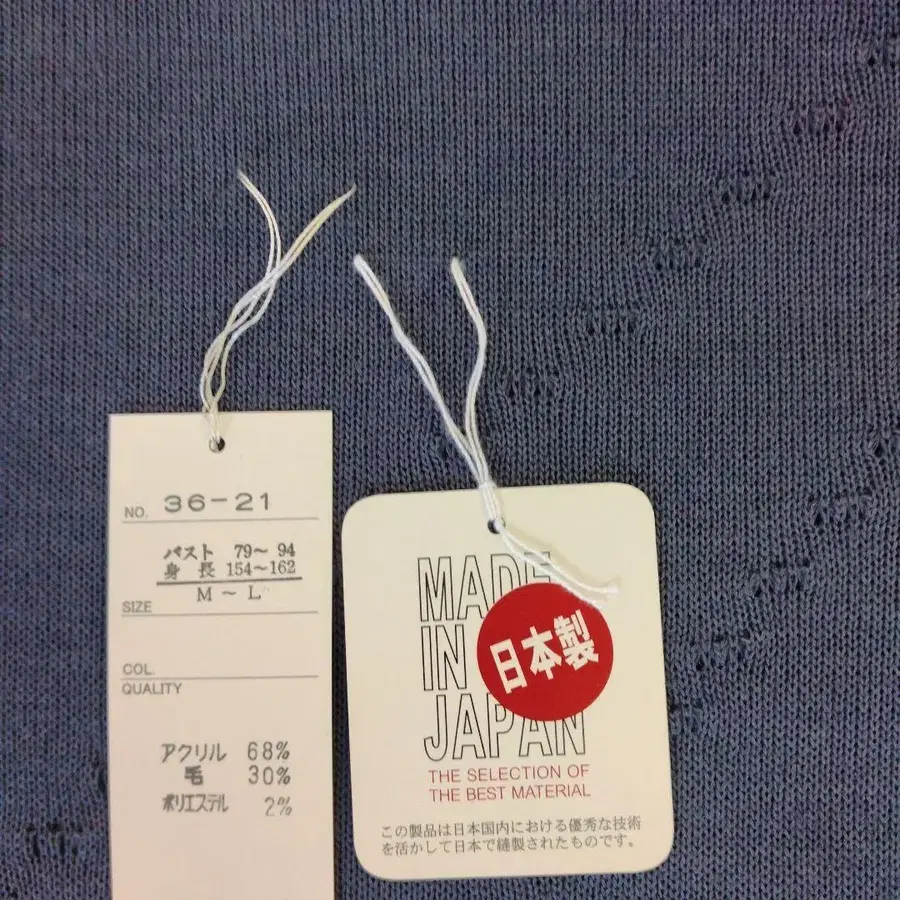 NO. 36-21
バスト 79〜 94
身長 154〜162
M 〜 L
SIZE
COL.
QUALITY
アクリル 68%
毛 30%
ポリエステル 2%
MADE
IN
JAPAN
日本製
THE SELECTION OF
THE BEST MATERIAL
この製品は日本国内における優秀な技術
を活かして日本で縫製されたものです。